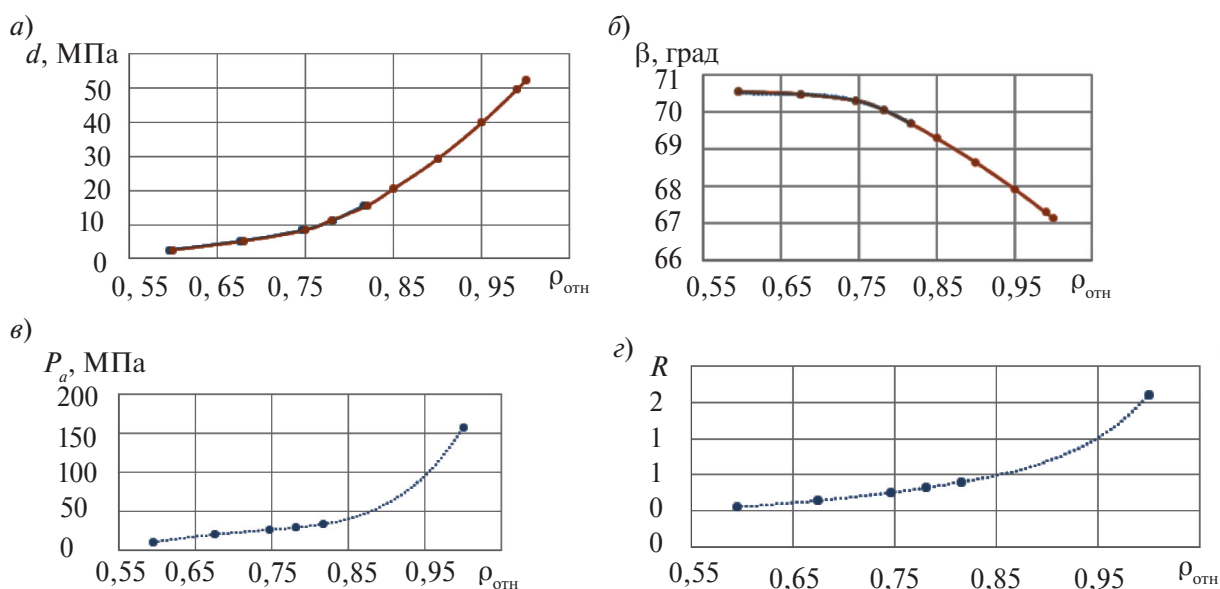 а)
d, МПа
50
40
30
20
10
0
0, 55 0, 65 0, 75 0, 85 0, 95 ρотн
б)
β, град
71
70
69
68
67
66
0,55 0,65 0,75 0,85 0,95 ρотн
в)
Pa, МПа
200
150
100
50
0
0,55 0,65 0,75 0,85 0,95 ρотн
г)
R
2
1
1
0
0
0,55 0,65 0,75 0,85 0,95 ρотн